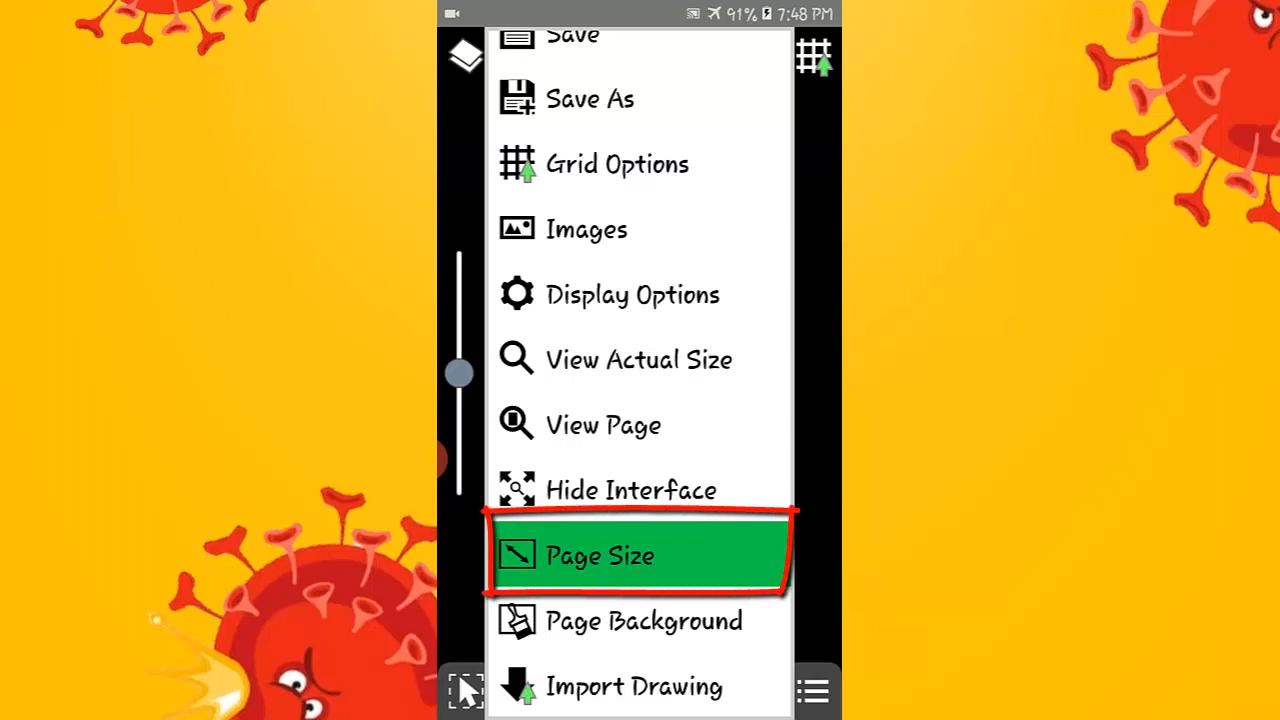 91% 7:48 PM
Save
Save As
Grid Options
Images
Display Options
View Actual Size
View Page
Hide Interface
Page Size
Page Background
Import Drawing